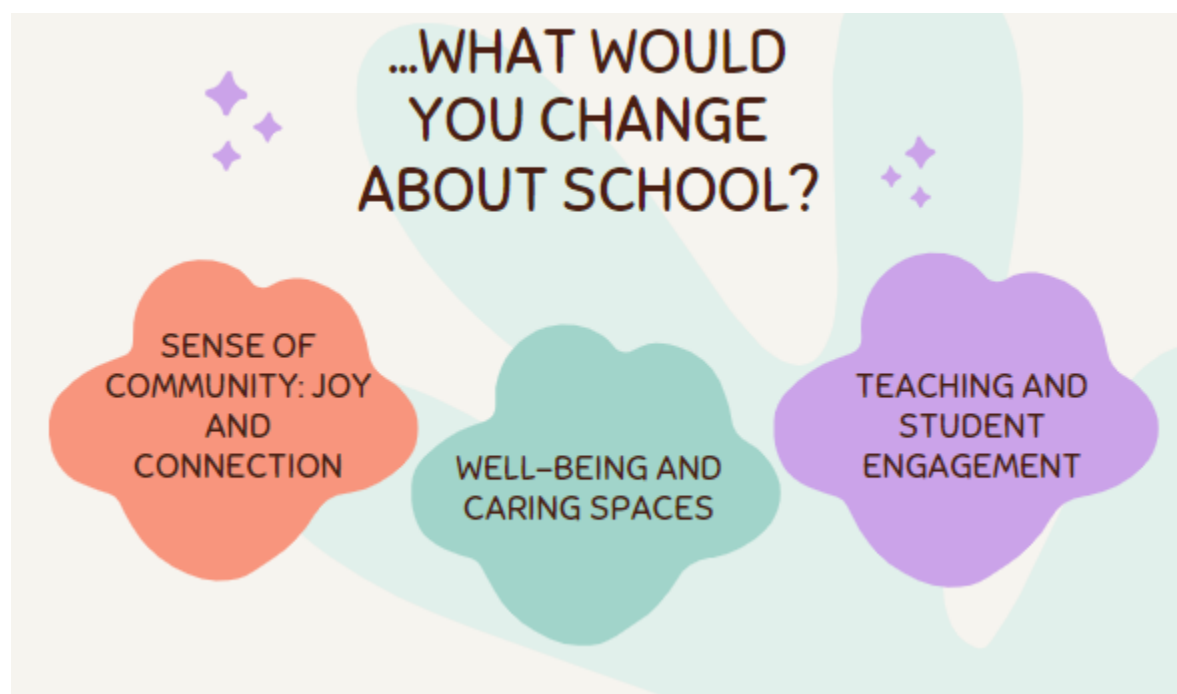 ...WHAT WOULD
YOU CHANGE
ABOUT SCHOOL?
SENSE OF
COMMUNITY: JOY
AND
CONNECTION
WELL-BEING AND
CARING SPACES
TEACHING AND
STUDENT
ENGAGEMENT